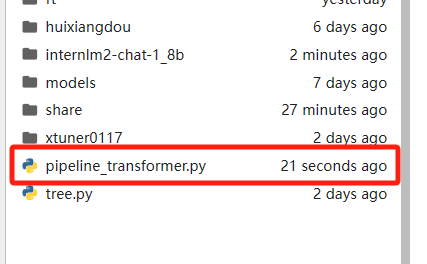 ft yesterday
huixiangdou 6 days ago
internlm2-chat-1_8b 2 minutes ago
models 7 days ago
share 27 minutes ago
xtuner0117 2 days ago
pipeline_transformer.py 21 seconds ago
tree.py 2 days ago